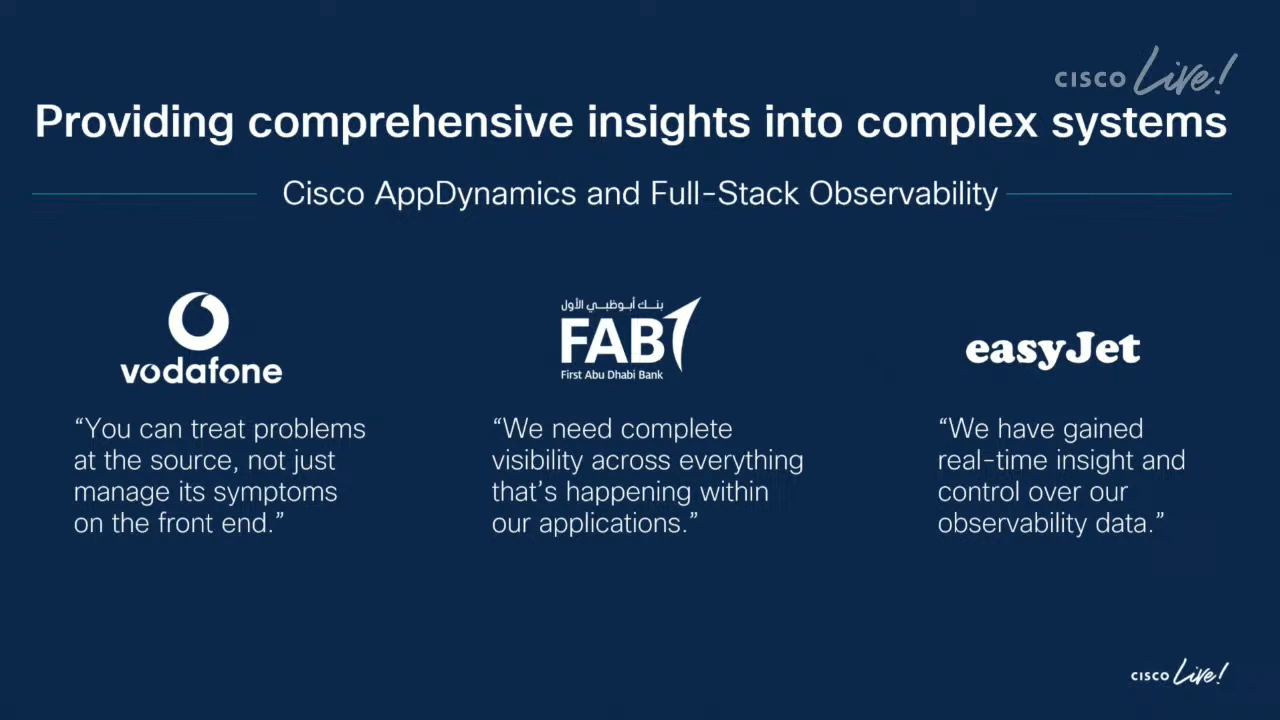 CISCO Live!
Providing comprehensive insights into complex systems
Cisco AppDynamics and Full-Stack Observability
vodafone
“You can treat problems
at the source, not just
manage its symptoms
on the front end.”
بنــك أبـوظبــي الأول
FAB
First Abu Dhabi Bank
“We need complete
visibility across everything
that’s happening within
our applications.”
easyJet
“We have gained
real-time insight and
control over our
observability data.”
CISCO Live!